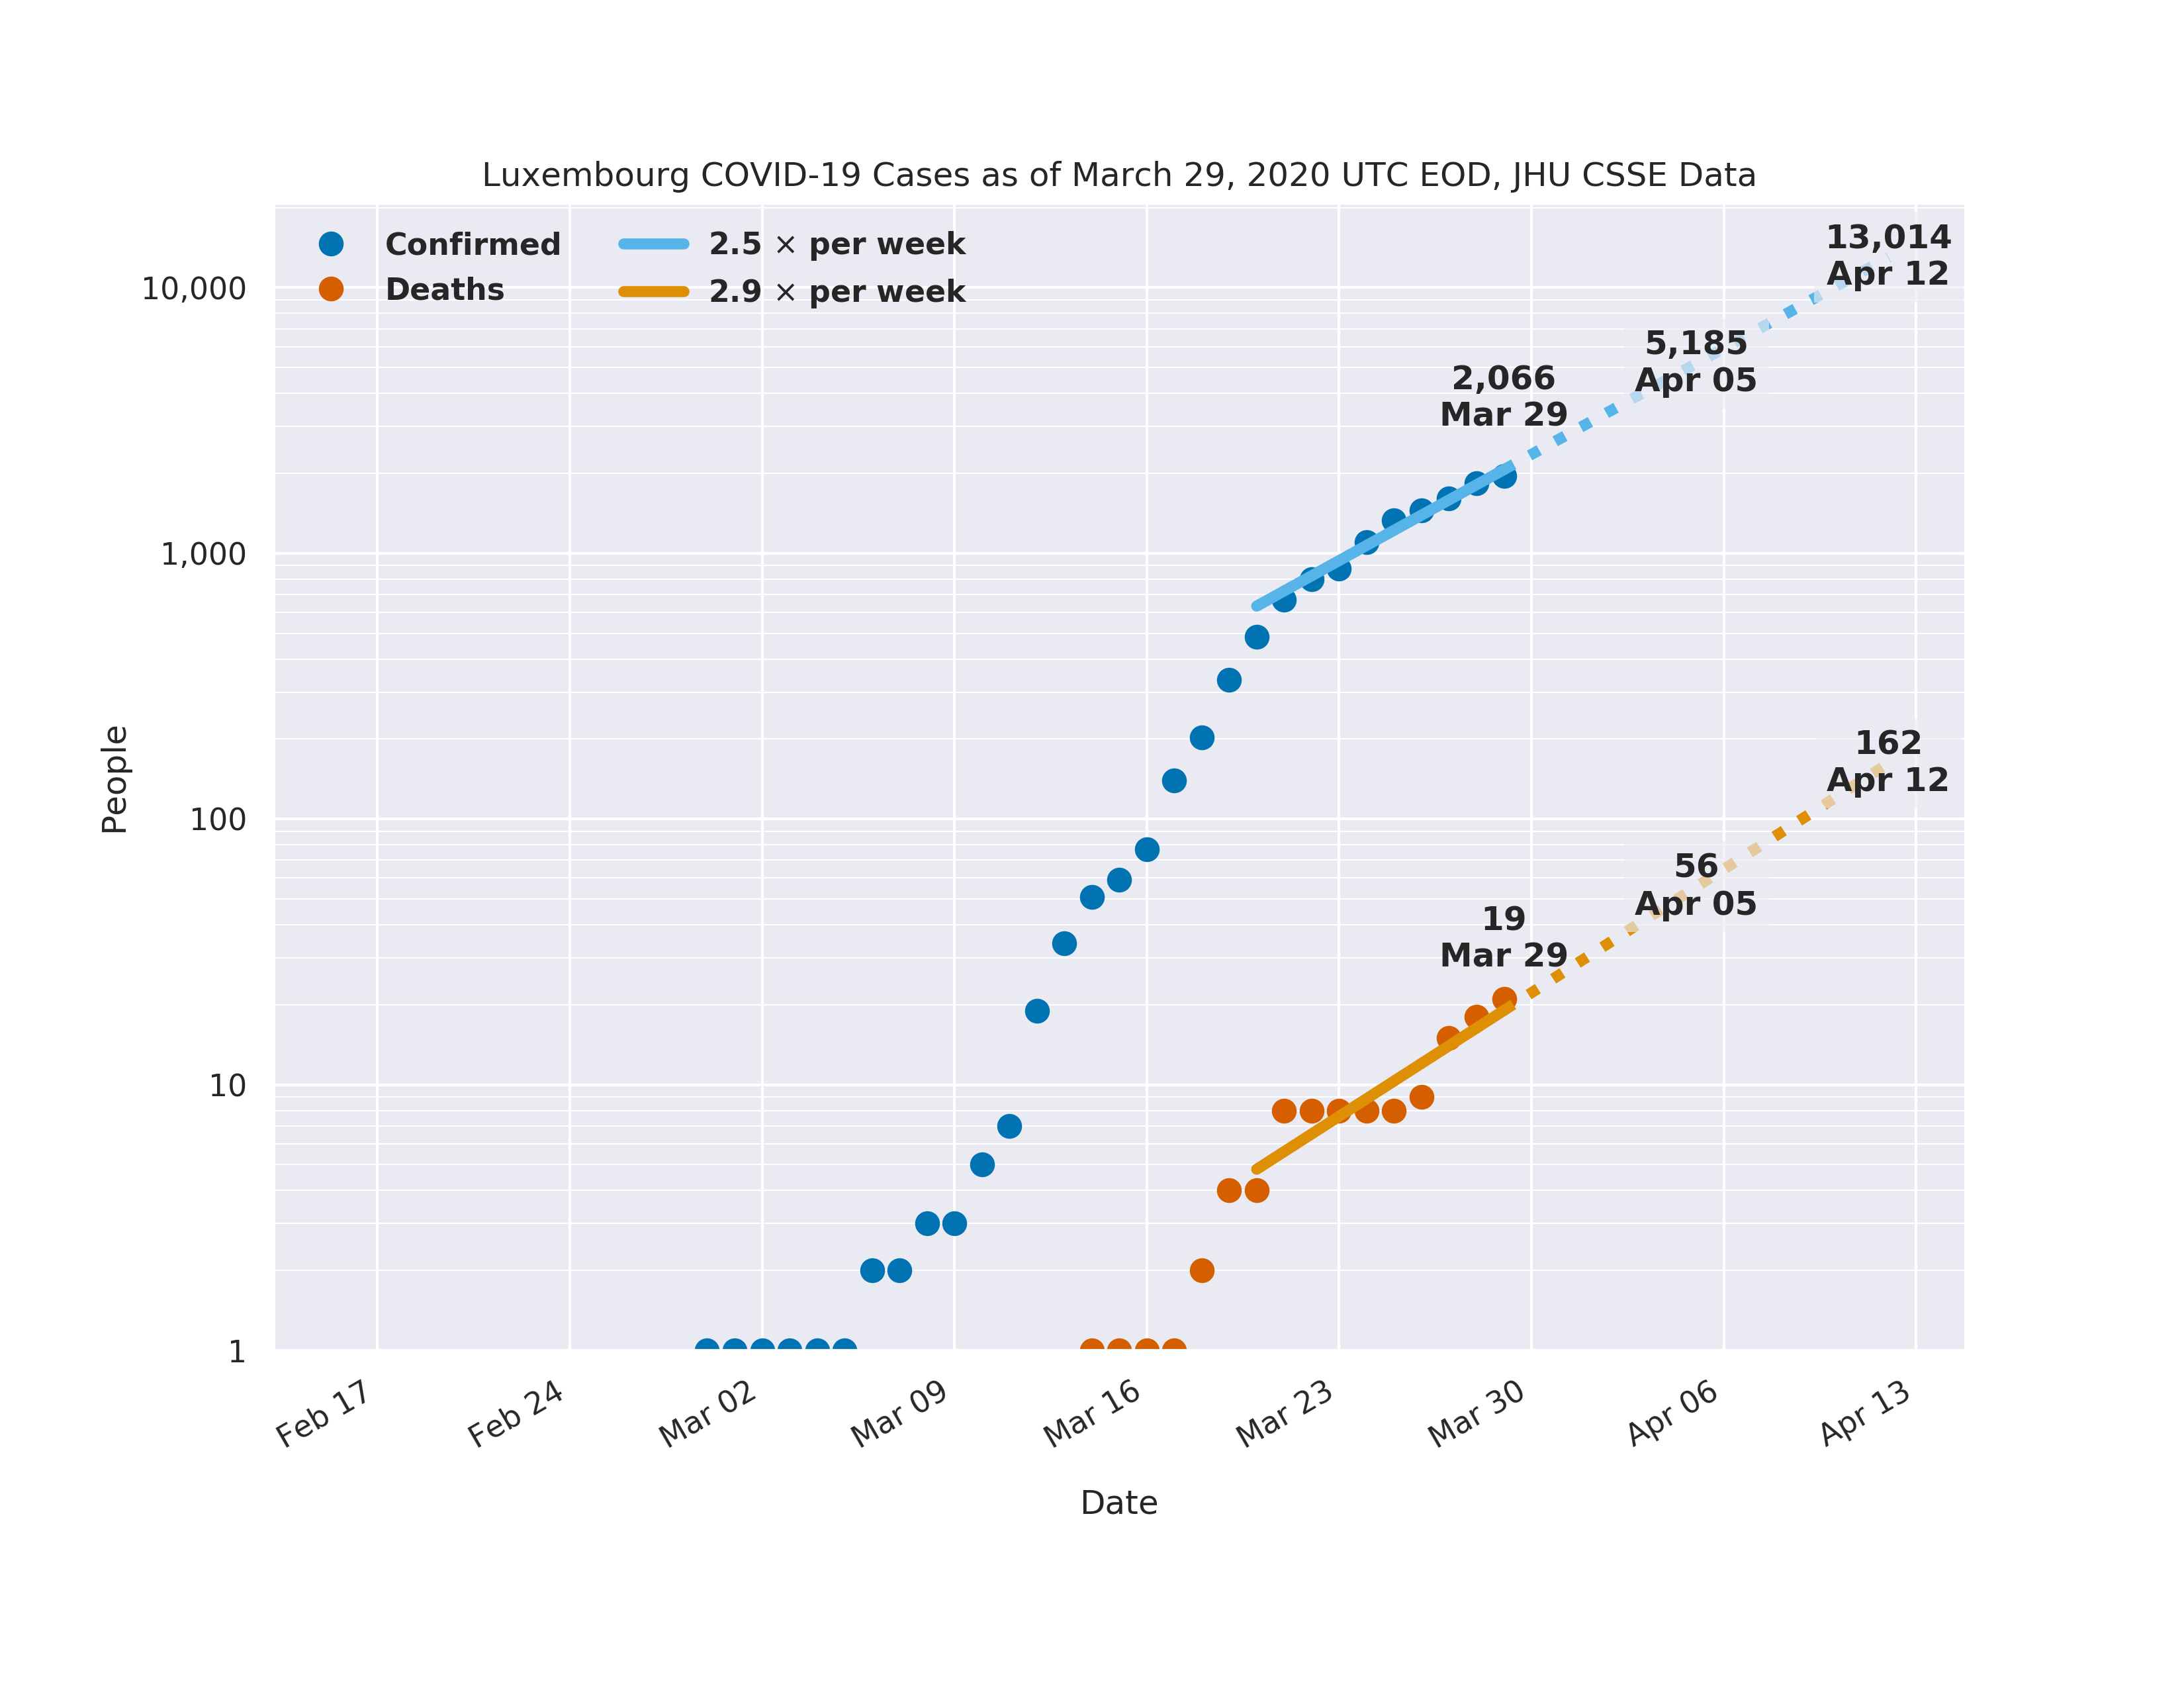 Luxembourg COVID-19 Cases as of March 29, 2020 UTC EOD, JHU CSSE Data
Confirmed
Deaths
2.5 × per week
2.9 × per week
13,014
Apr 12
5,185
Apr 05
2,066
Mar 29
162
Apr 12
56
Apr 05
19
Mar 29
People
10,000
1,000
100
10
1
Feb 17
Feb 24
Mar 02
Mar 09
Mar 16
Mar 23
Mar 30
Apr 06
Apr 13
Date